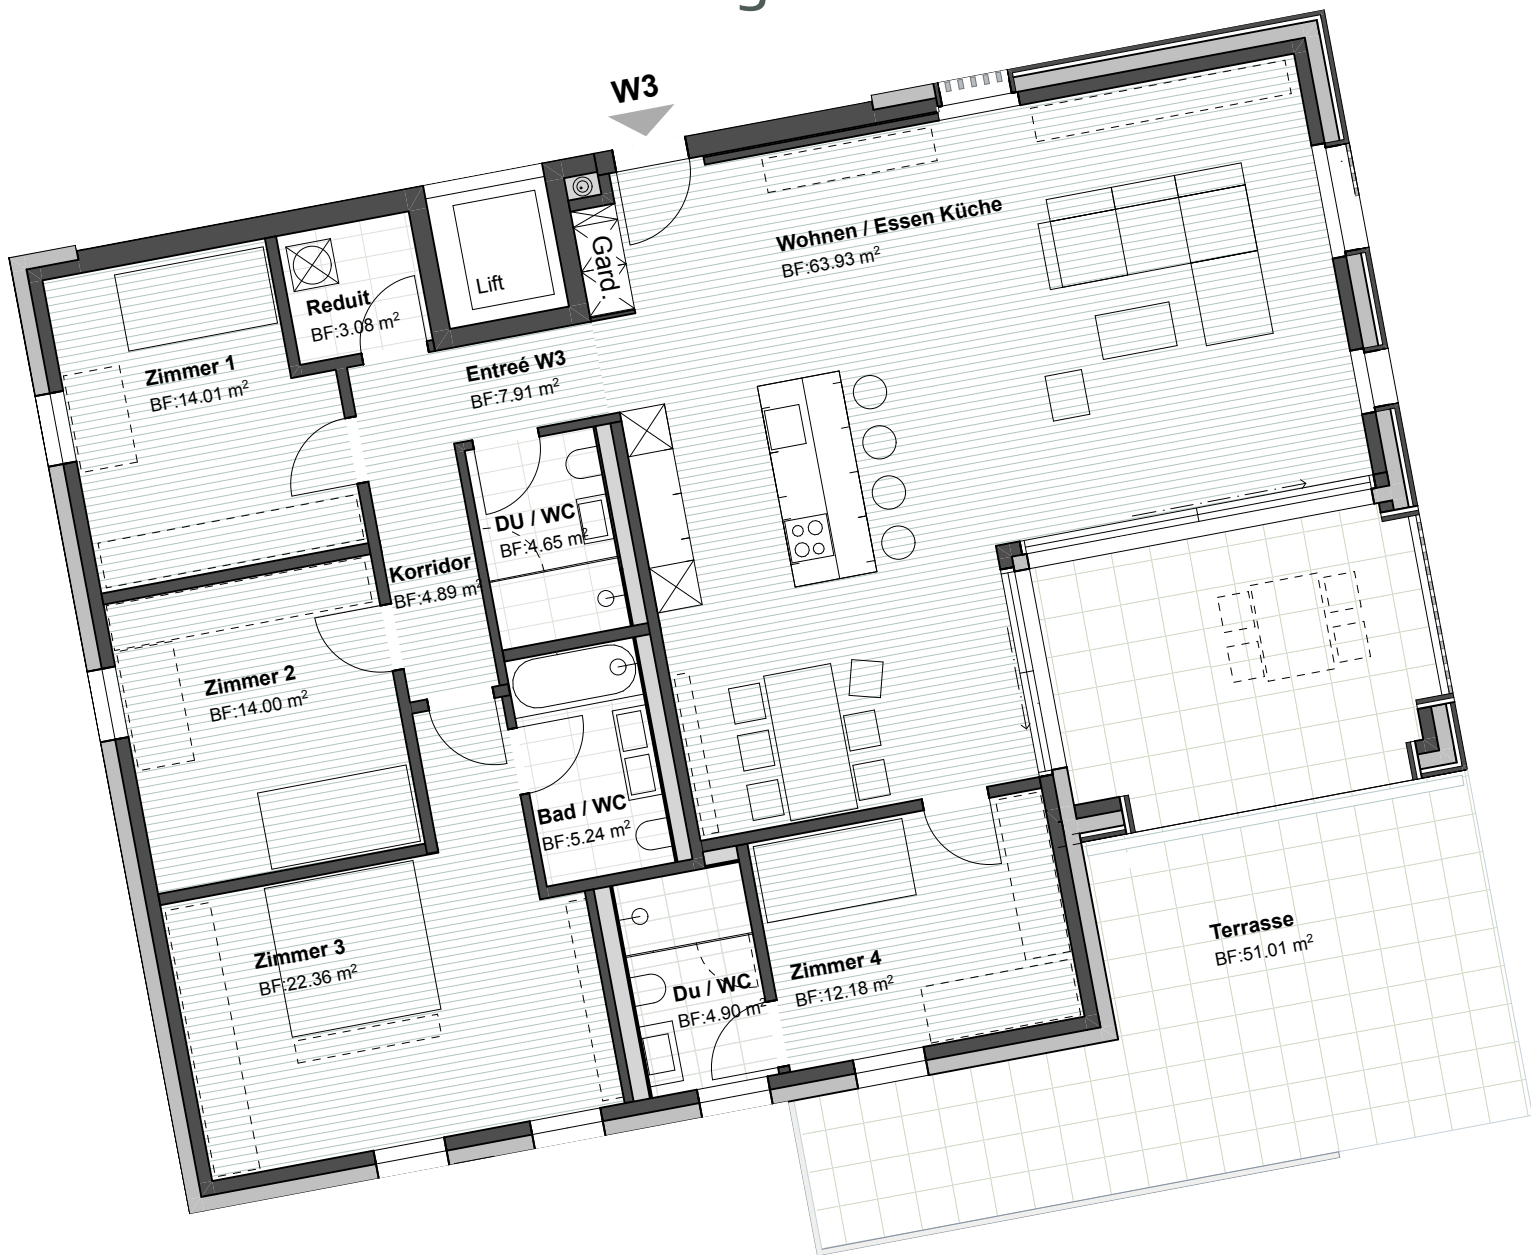 g
W3
Wohnen / Essen Küche
BF:63.93 m²
Gard.
Lift
Reduit
BF:3.08 m²
Zimmer 1
BF:14.01 m²
Entreé W3
BF:7.91 m²
DU / WC
BF:4.65 m²
Korridor
BF:4.89 m²
Zimmer 2
BF:14.00 m²
Bad / WC
BF:5.24 m²
Zimmer 3
BF:22.36 m²
Du / WC
BF:4.90 m²
Zimmer 4
BF:12.18 m²
Terrasse
BF:51.01 m²